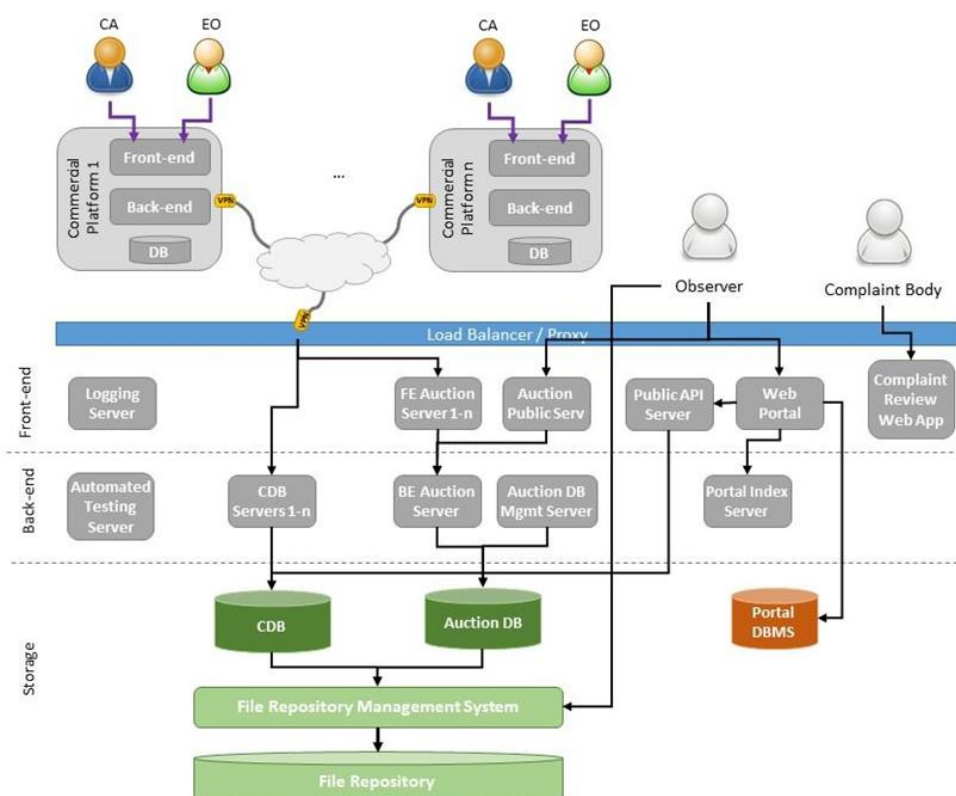 CA
EO
CA
EO
Commercial
Platform 1
Front-end
Back-end
DB
VPN
...
Commercial
Platform n
Front-end
Back-end
DB
VPN
VPN
Observer
Complaint Body
Load Balancer / Proxy
Front-end
Logging
Server
FE Auction
Server 1-n
Auction
Public Serv
Public API
Server
Web
Portal
Complaint
Review
Web App
Back-end
Automated
Testing
Server
CDB
Servers 1-n
BE Auction
Server
Auction DB
Mgmt Server
Portal Index
Server
Storage
CDB
Auction DB
Portal
DBMS
File Repository Management System
File Repository